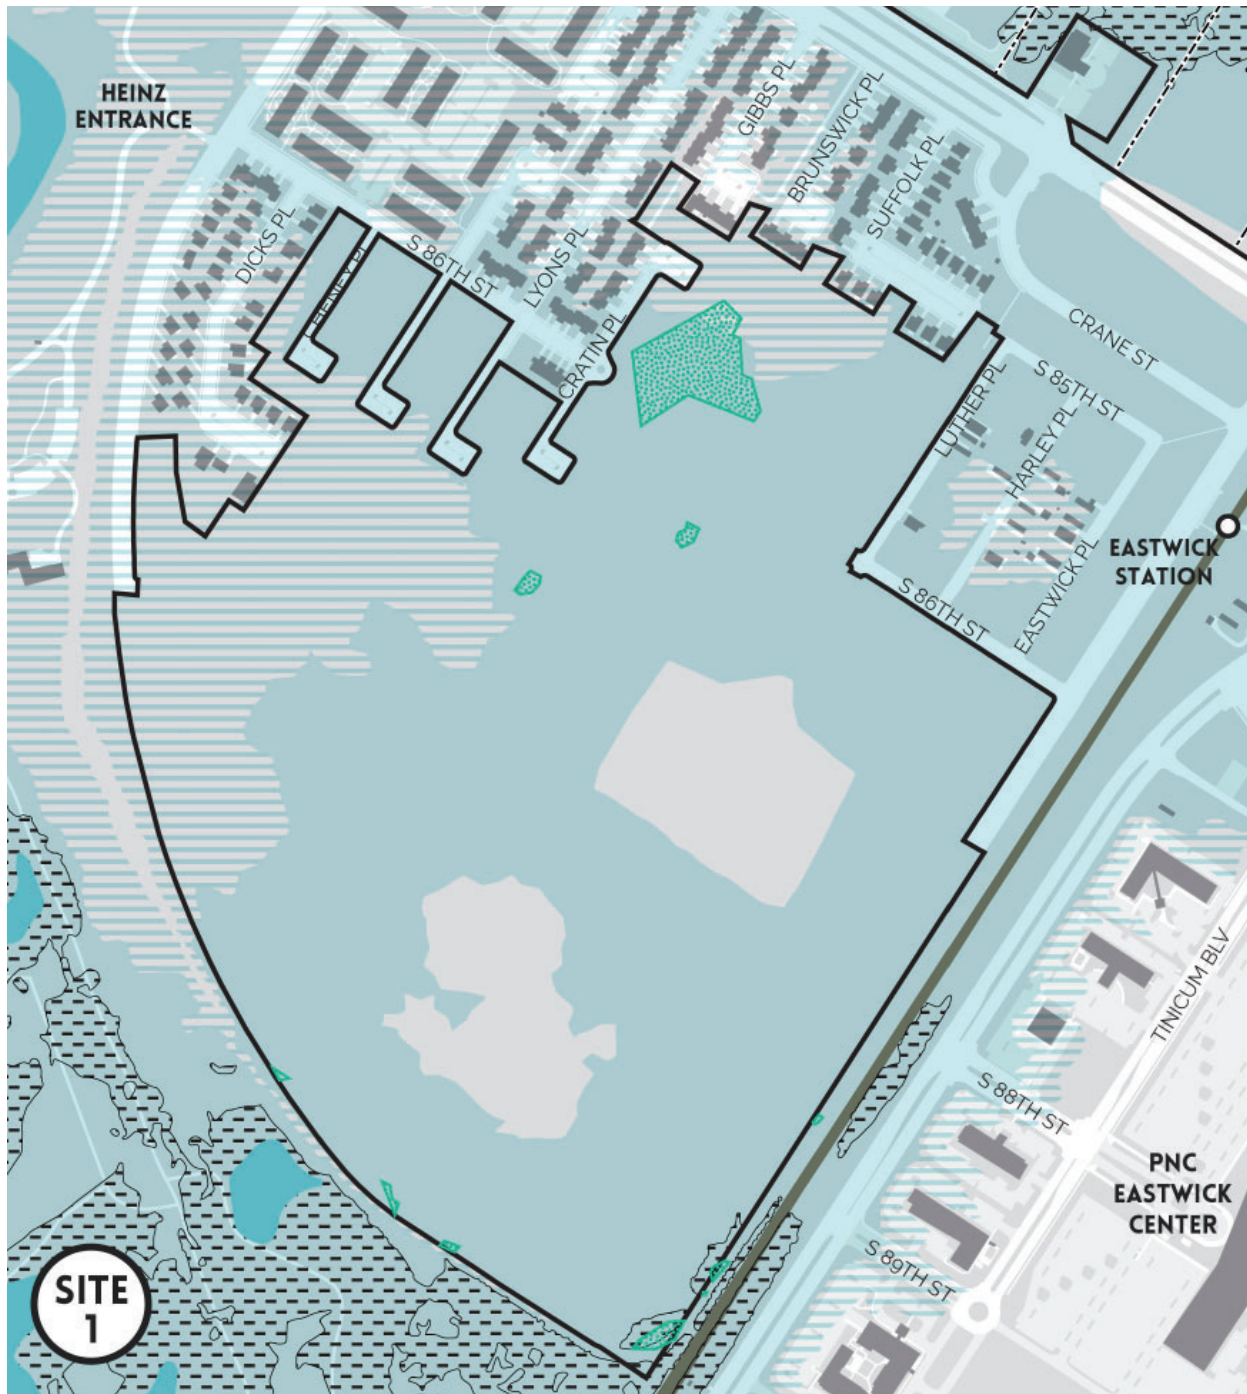 HEINZ
ENTRANCE
GIBBS PL
BRUNSWICK PL
SUFFOLK PL
DICKS PL
HENEY PL
S 86TH ST
LYONS PL
CRATIN PL
CRANE ST
S 85TH ST
LUTHER PL
HARLEY PL
EASTWICK
STATION
EASTWICK PL
S 86TH ST
TINICUM BLV
S 88TH ST
PNC
EASTWICK
CENTER
S 89TH ST
SITE
1